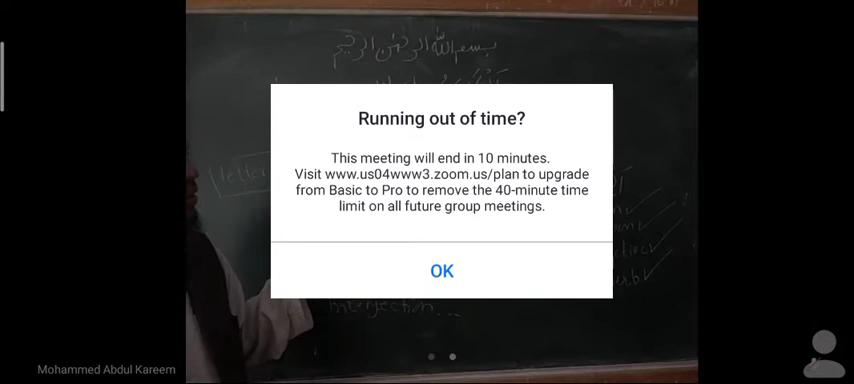 بسم الله الرحمن الرحيم
Running out of time?
This meeting will end in 10 minutes.
Visit www.us04www3.zoom.us/plan to upgrade
from Basic to Pro to remove the 40-minute time
limit on all future group meetings.
letter
OK
Interjection...
Mohammed Abdul Kareem